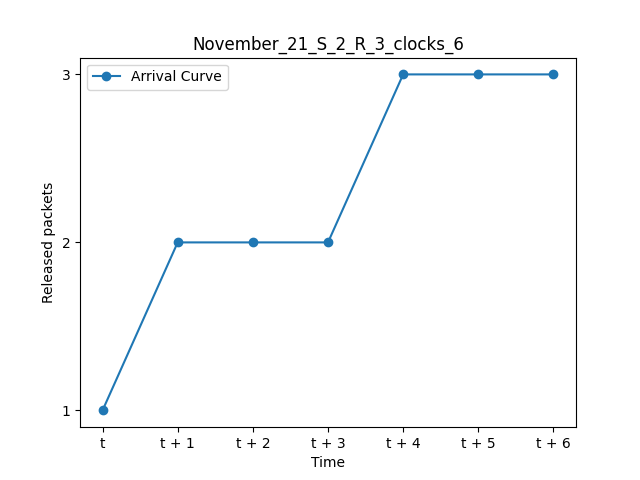 November_21_S_2_R_3_clocks_6
Arrival Curve
Released packets
3
2
1
t
t + 1
t + 2
t + 3
t + 4
t + 5
t + 6
Time